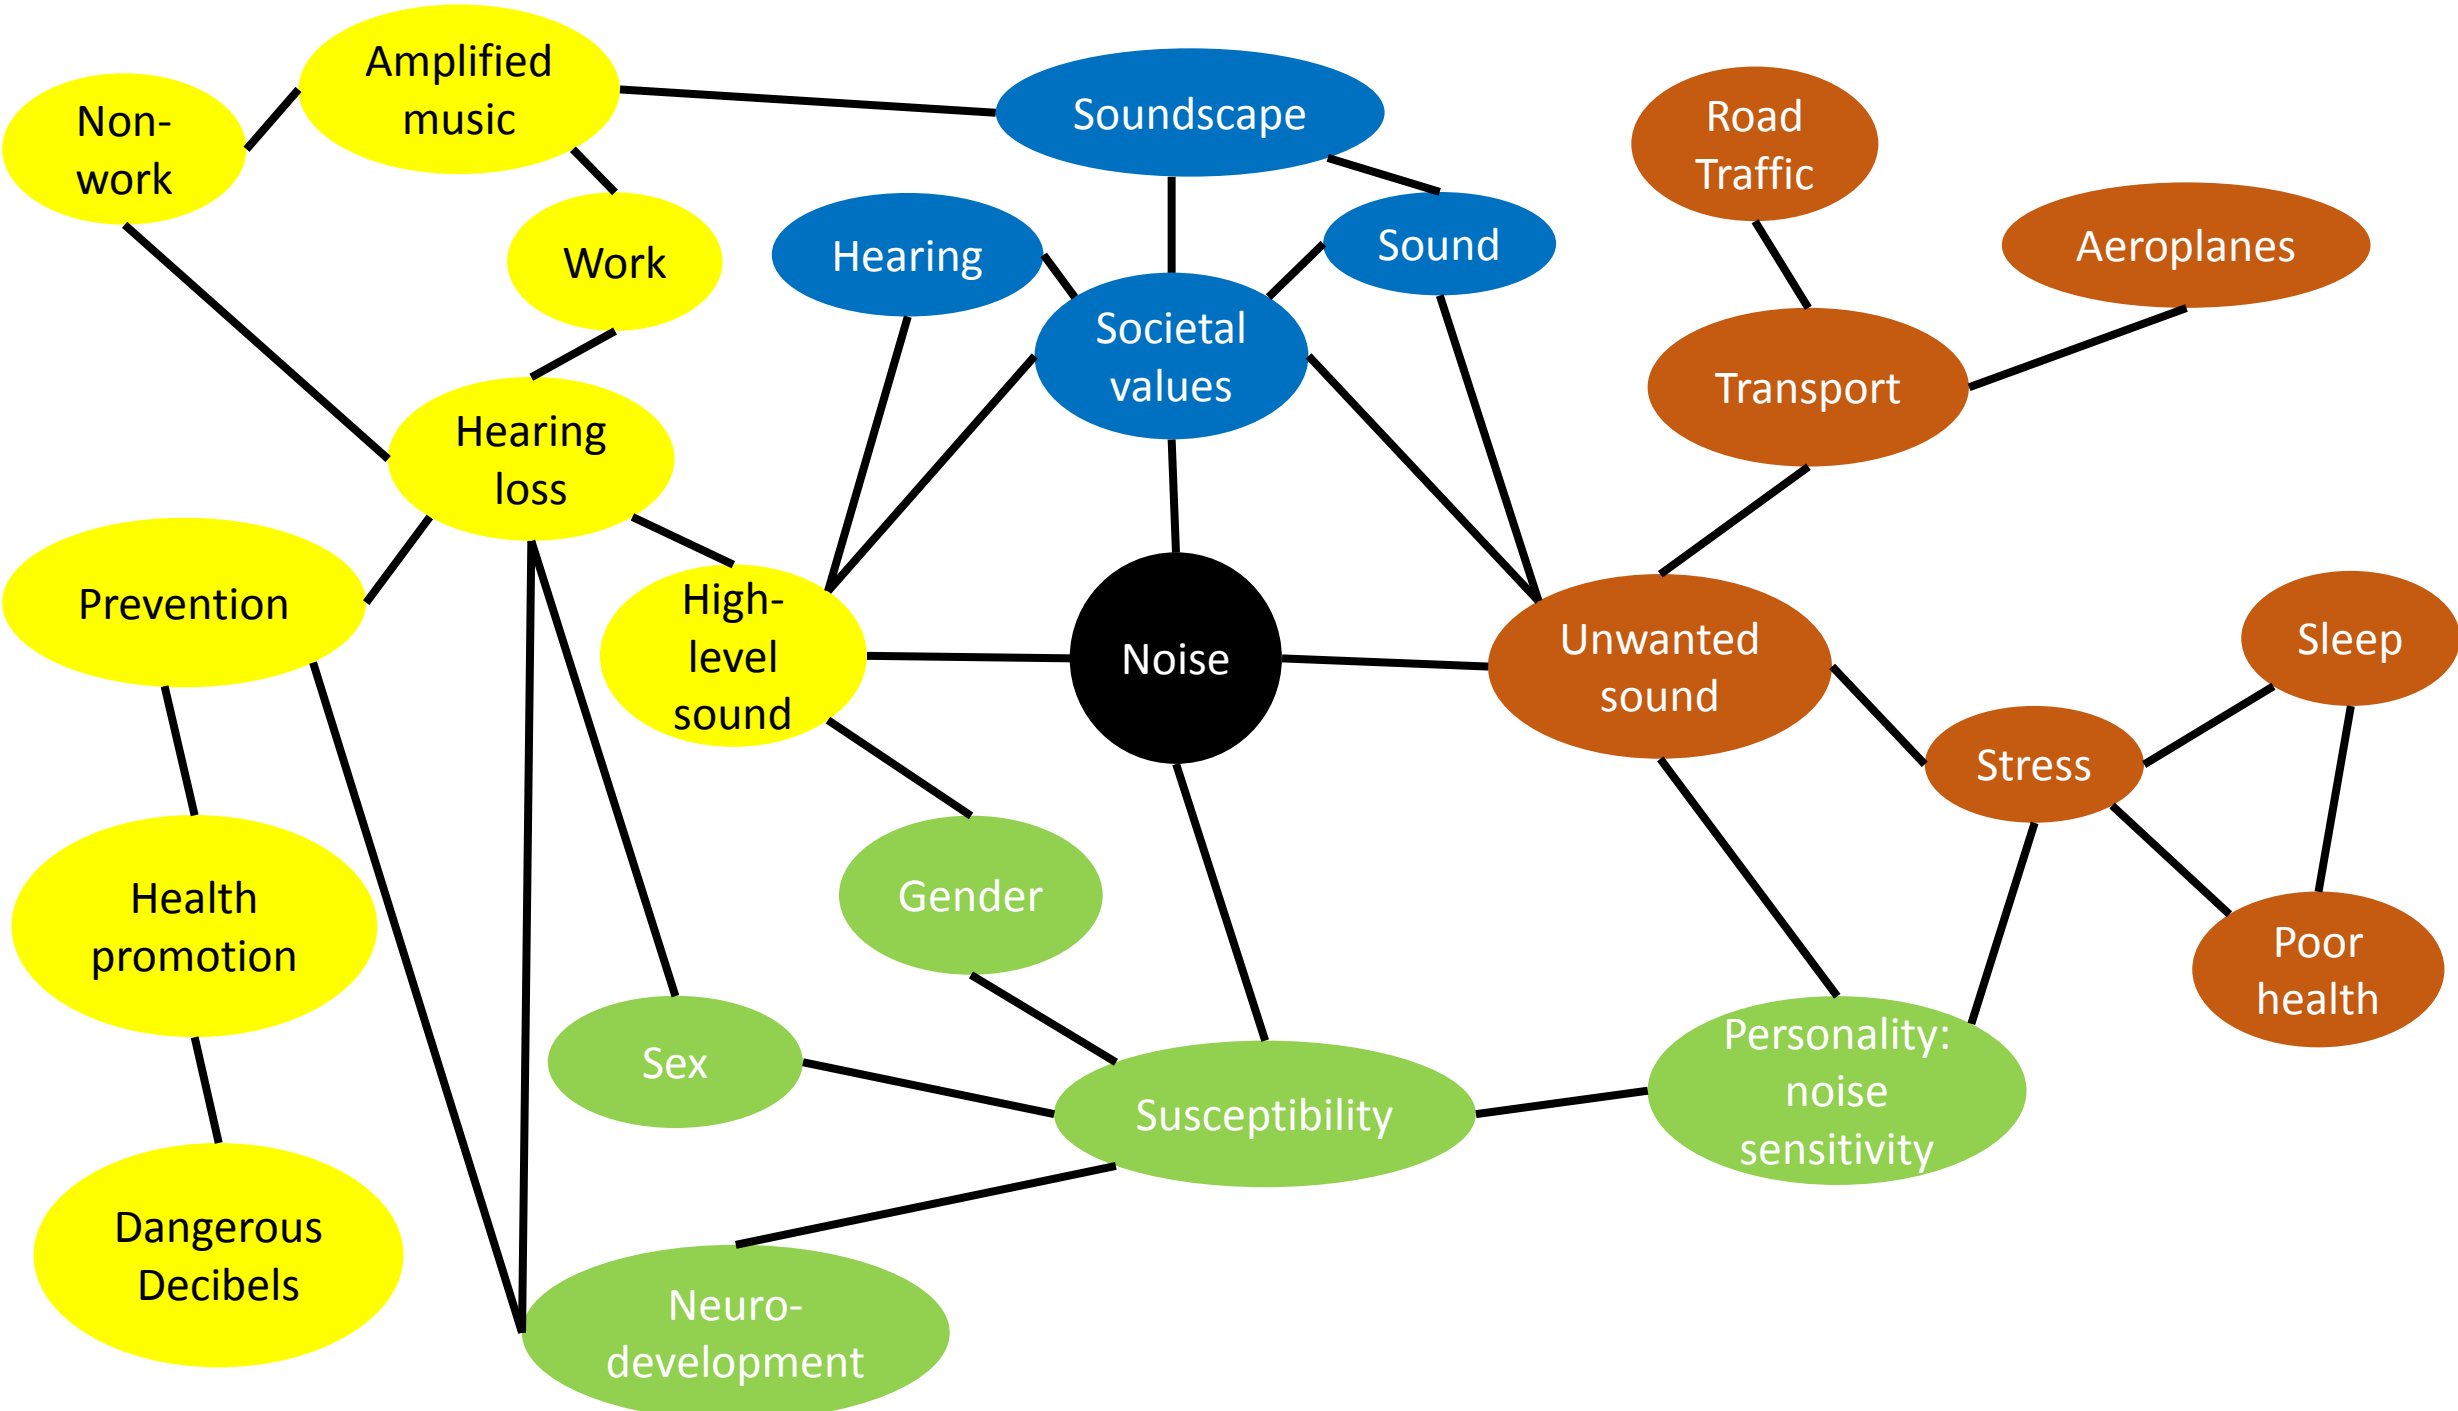 Amplified
music
Non-
work
Soundscape
Road
Traffic
Work
Hearing
Sound
Aeroplanes
Societal
values
Transport
Hearing
loss
Prevention
High-
level
sound
Noise
Unwanted
sound
Sleep
Stress
Health
promotion
Gender
Poor
health
Sex
Susceptibility
Personality:
noise
sensitivity
Dangerous
Decibels
Neuro-
development